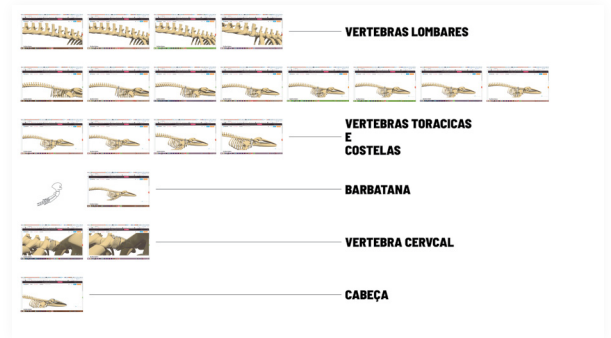 VERTEBRAS LOMBARES
VERTEBRAS TORACICAS
E
COSTELAS
BARBATANA
VERTEBRA CERVCAL
CABEÇA